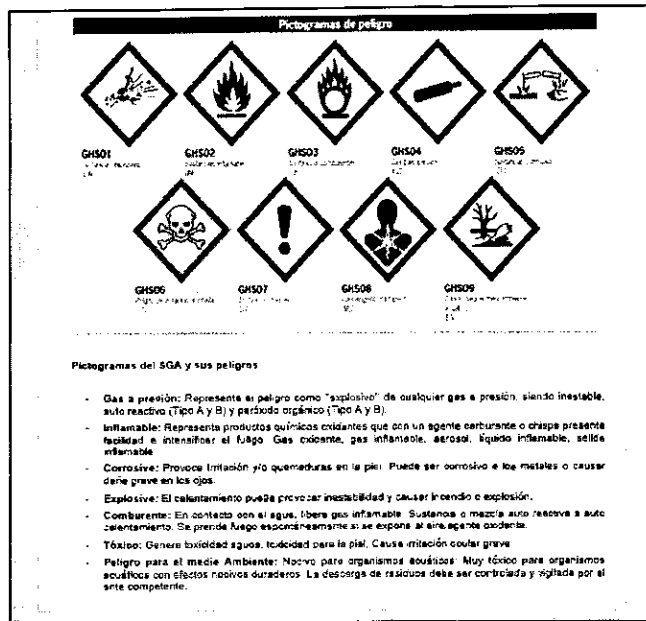 Pictogramas de peligro
GHS01 GHS02 GHS03 GHS04 GHS05
GHS06 GHS07 GHS08 GHS09
Pictogramas del SGA y sus peligros
- Gas a presión: Representa el peligro como "explosivo" de cualquier gas a presión, siendo inestable,
auto reactiva (Tipo A y B) y peróxido orgánico (Tipo A y B).
- Inflamable: Representa productos químicos oxidantes que con un agente carburante o chispa presenta
facilidad e intensificar el fuego. Gas oxidante, gas inflamable, aerosol, líquido inflamable, sólido
inflamable
- Corrosive: Provoca Irritación y/o quemaduras en la piel. Puede ser corrosivo a los metales o causar
daño grave en los ojos.
- Explosive: El calentamiento puede provocar inestabilidad y causar incendio o explosión.
- Comburente: En contacto con el agua, libera gas inflamable. Sustancia o mezcla auto reactiva a auto
calentamiento. Se prende fuego espontáneamente si se expone al aire, agente oxidante.
- Tóxico: Genera toxicidad aguda, toxicidad para la piel, Causa irritación ocular grave
- Peligro para el medio Ambiente: Nocivo para organismos acuáticos. Muy tóxico para organismos
acuáticos con efectos nocivos duraderos. La descarga de residuos debe ser controlada y vigilada por el
ente competente.